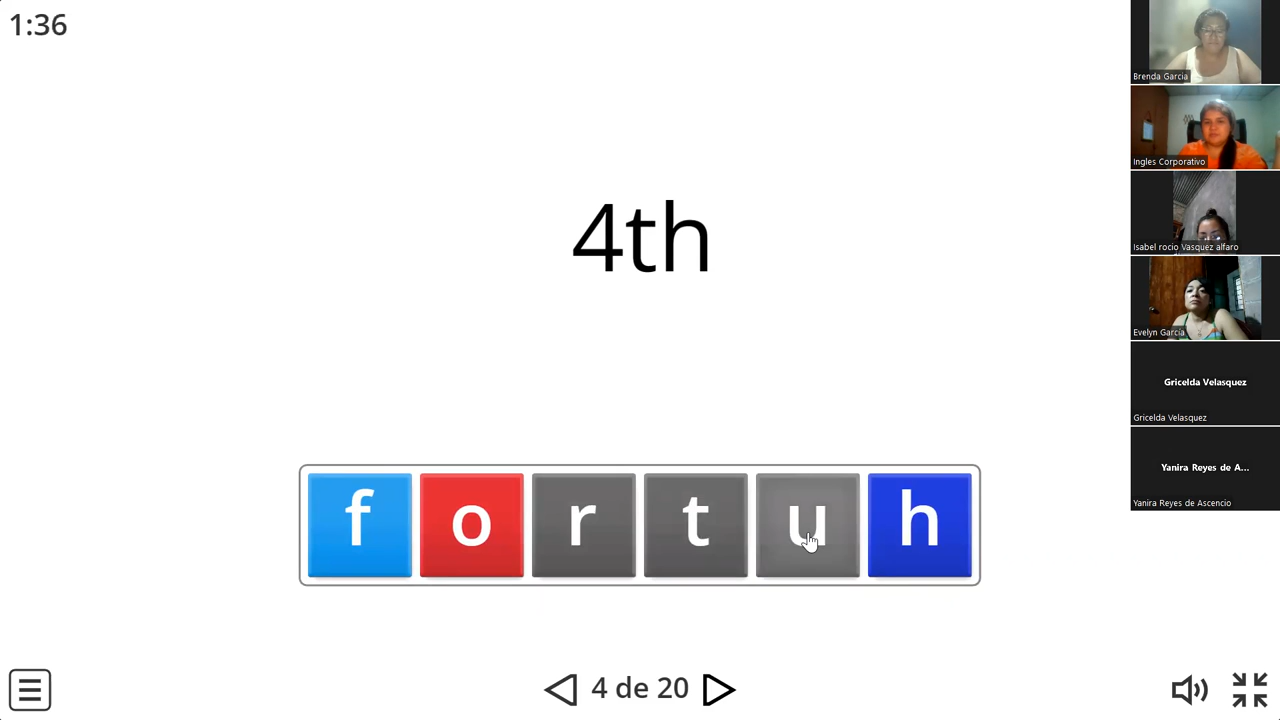 1:36
4th
f o r t u h
4 de 20
Brenda Garcia
Ingles Corporativo
Isabel rocio Vasquez alfaro
Evelyn Garcia
Gricelda Velasquez
Gricelda Velasquez
Yanira Reyes de A...
Yanira Reyes de Ascencio